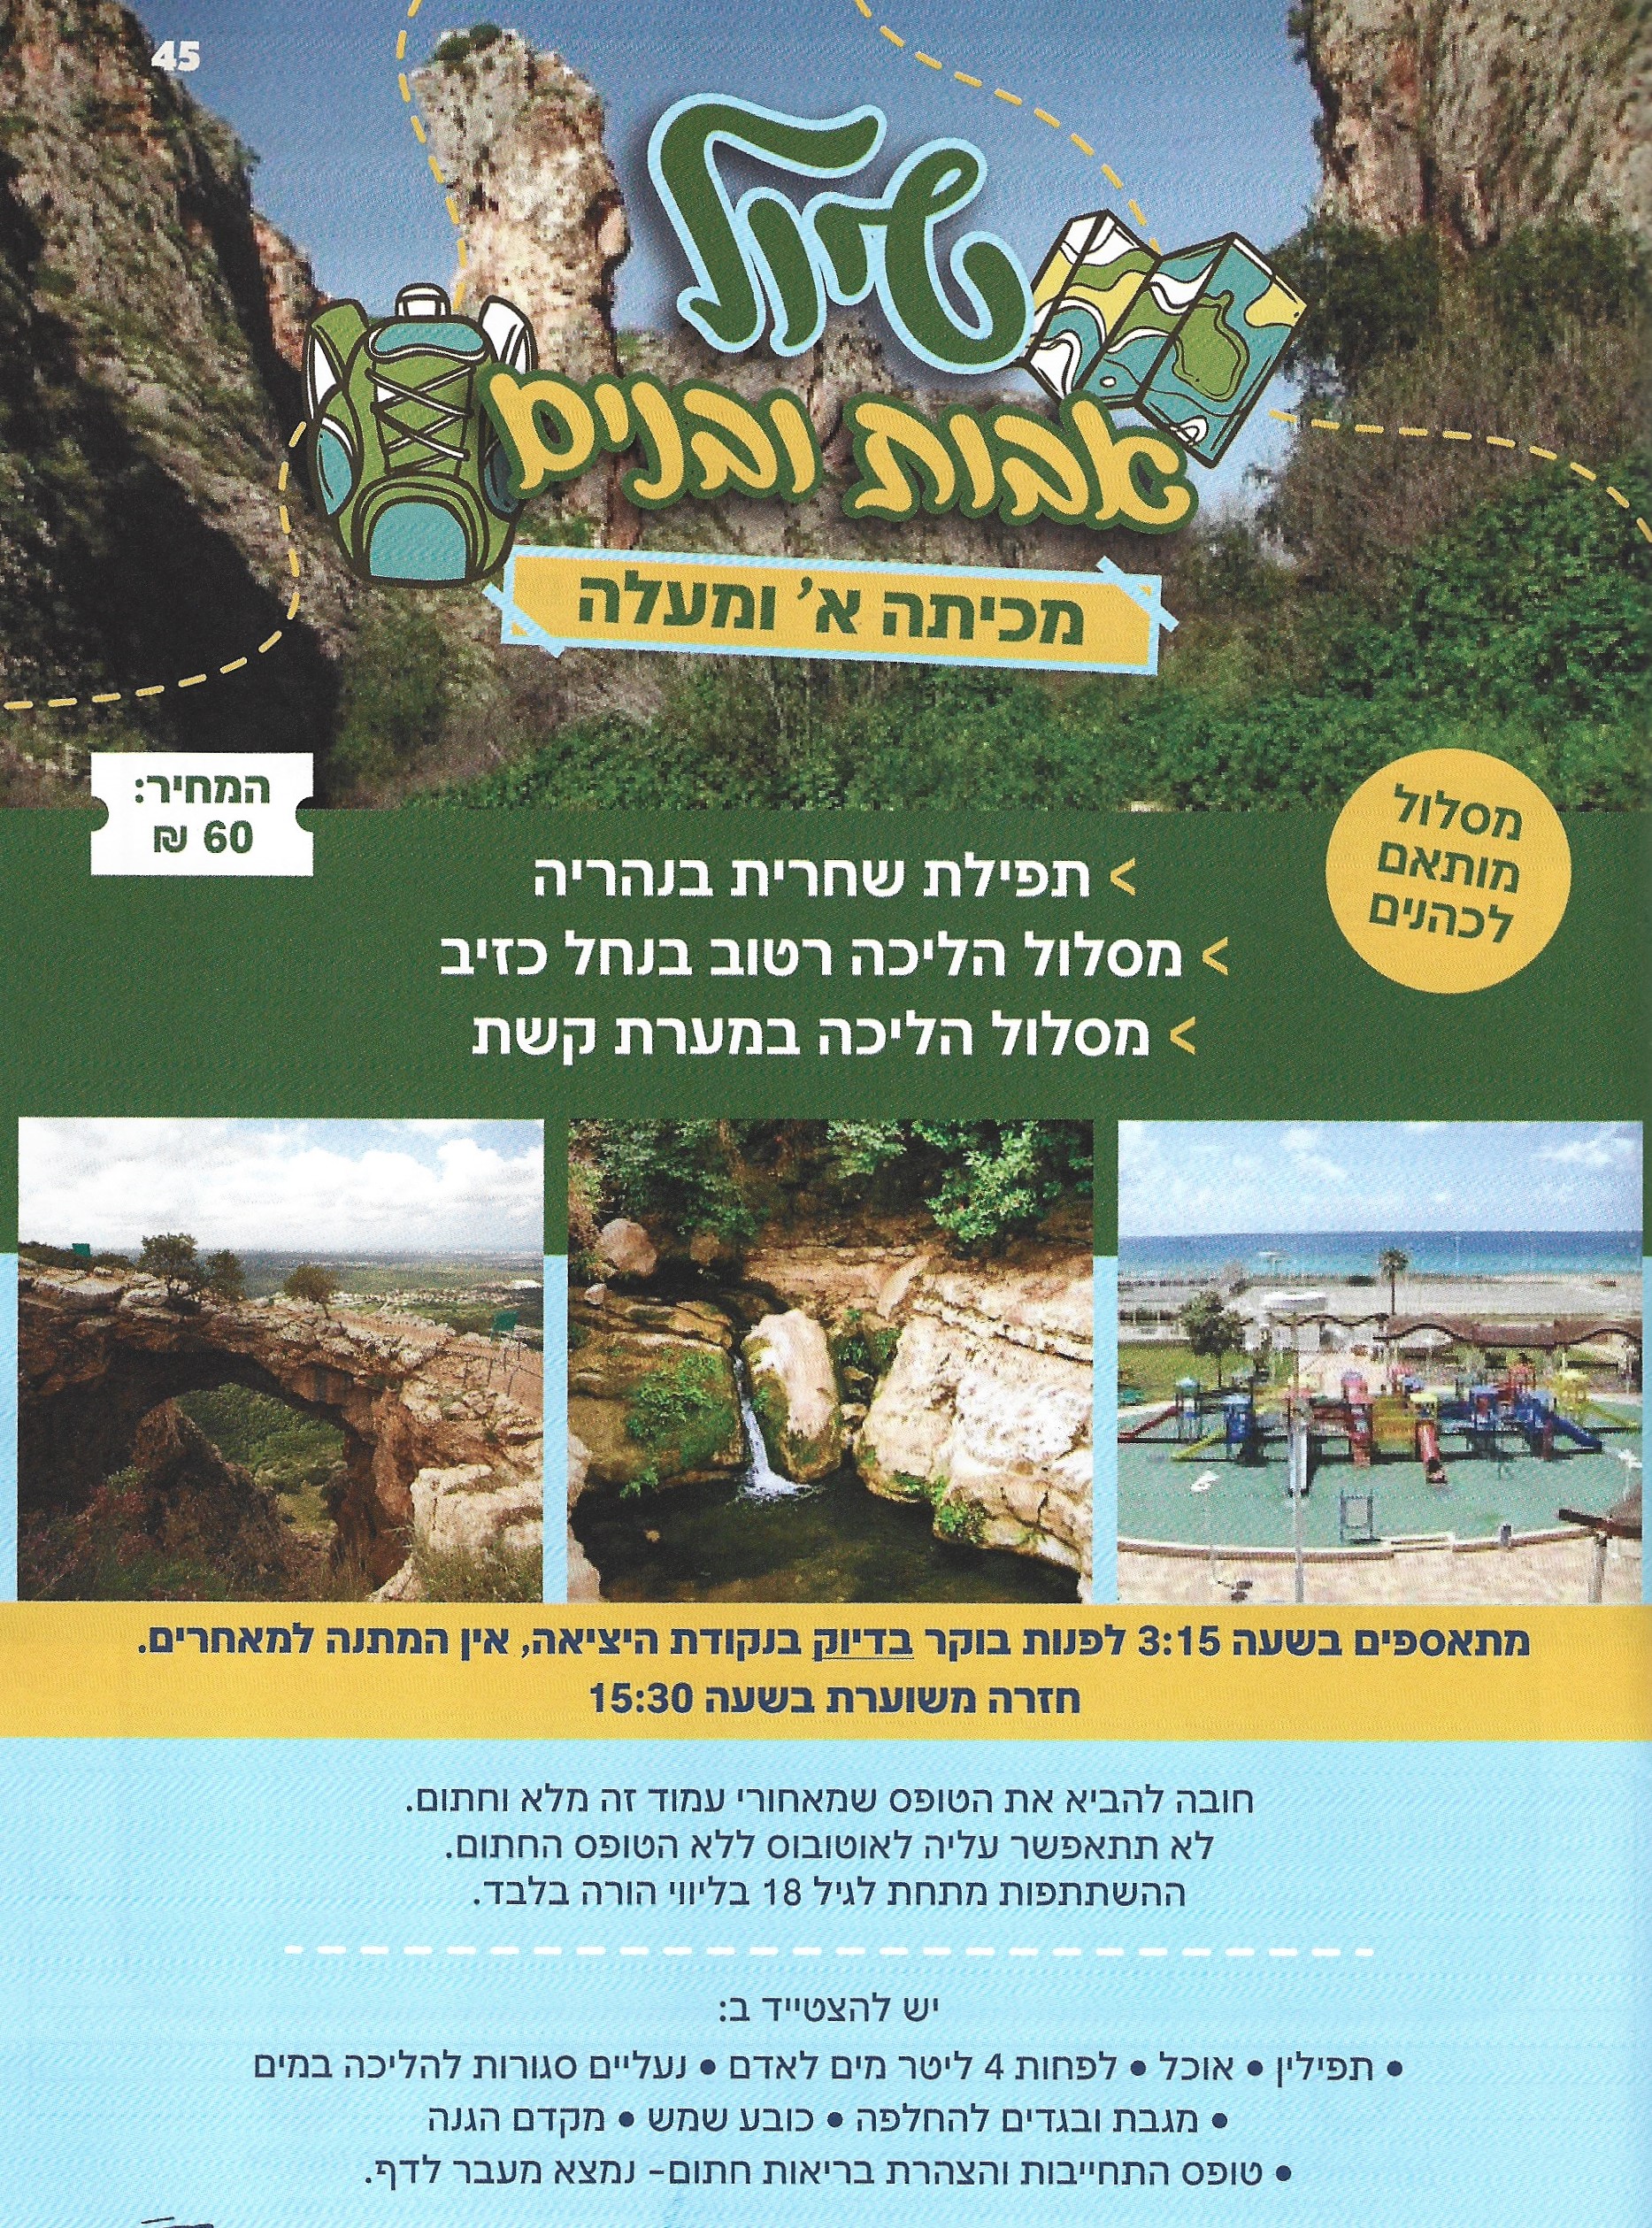 45
טיול
אבות ובנים
מכיתה א' ומעלה
המחיר:
60 ₪
מסלול
מותאם
לכהנים
> תפילת שחרית בנהריה
> מסלול הליכה רטוב בנחל כזיב
> מסלול הליכה במערת קשת
מתאספים בשעה 3:15 לפנות בוקר בדיוק בנקודת היציאה, אין המתנה למאחרים.
חזרה משוערת בשעה 15:30
חובה להביא את הטופס שמאחורי עמוד זה מלא וחתום.
לא תתאפשר עליה לאוטובוס ללא הטופס החתום.
ההשתתפות מתחת לגיל 18 בליווי הורה בלבד.
יש להצטייד ב:
• תפילין • אוכל • לפחות 4 ליטר מים לאדם • נעליים סגורות להליכה במים
• מגבת ובגדים להחלפה • כובע שמש • מקדם הגנה
• טופס התחייבות והצהרת בריאות חתום- נמצא מעבר לדף.